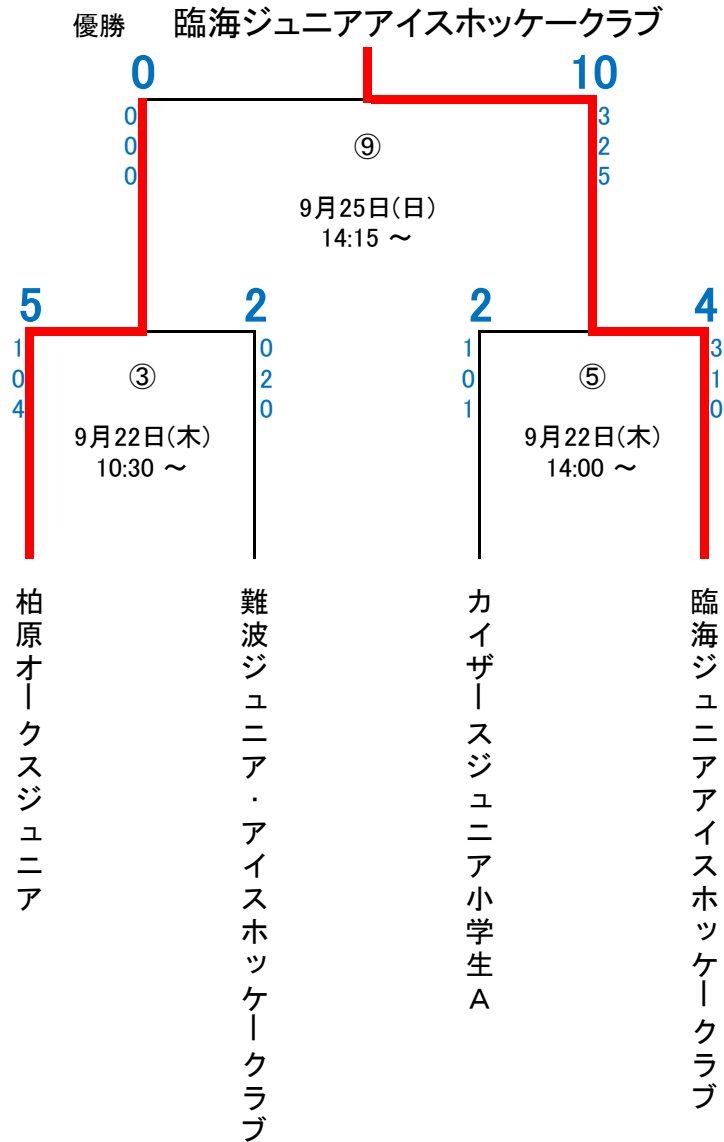 優勝 臨海ジュニアアイスホッケークラブ
0 10
0 3
0 2
0 5
⑨
9月25日(日)
14:15 ～
5 2 2 4
1 0 1 3
0 2 0 1
4 0 1 0
③ ⑤
9月22日(木) 9月22日(木)
10:30 ～ 14:00 ～
柏原オークスジュニア
難波ジュニア・アイスホッケークラブ
カイザースジュニア小学生A
臨海ジュニアアイスホッケークラブ